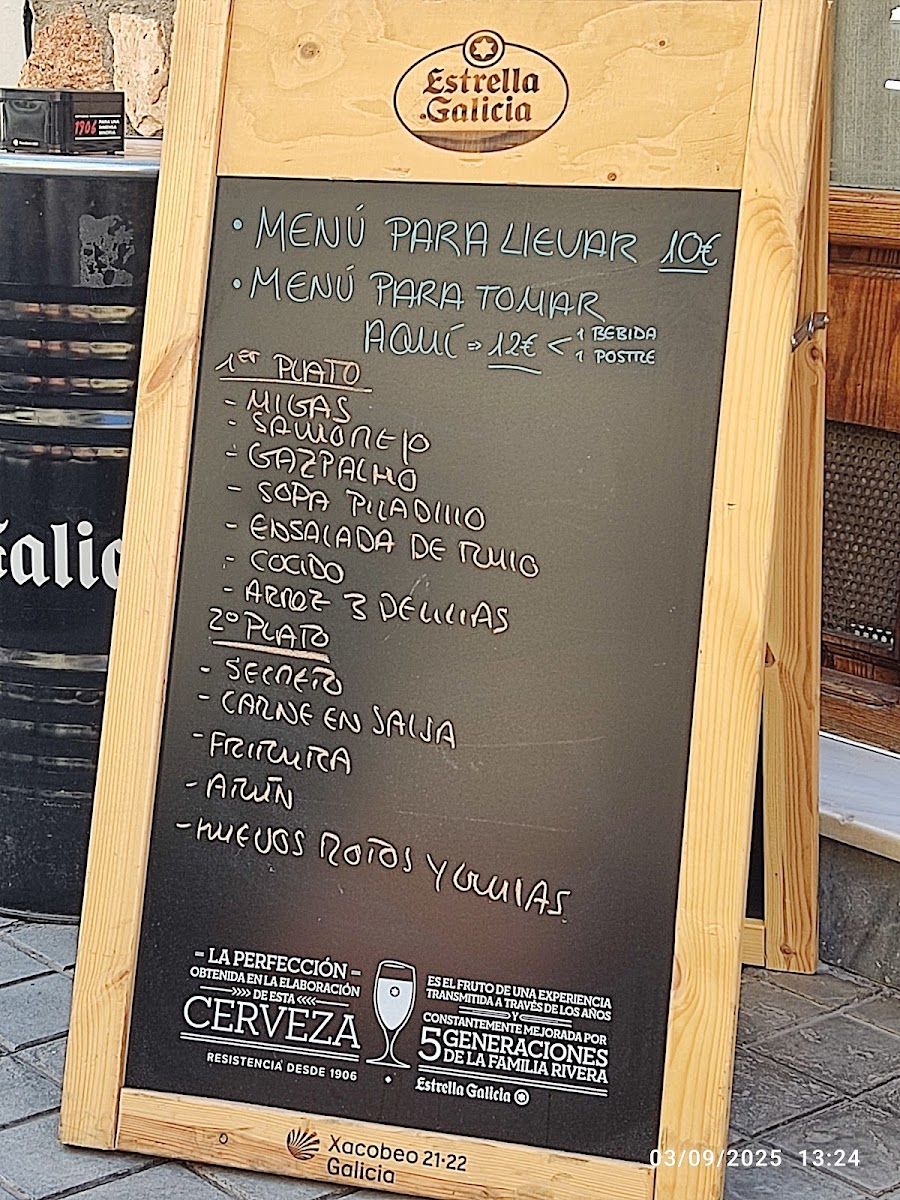 Estrella
Galicia
1906
• MENÚ PARA LLEVAR 10€
• MENÚ PARA TOMAR
AQUÍ ⇒ 12€ < 1 BEBIDA
1 POSTRE
1er PLATO
- MIGAS
- SALMOREJO
- GAZPACHO
- SOPA PICADILLO
- ENSALADA DE
- COCIDO
- ARROZ 3 DELICIAS
2º PLATO
- SECRETO
- CARNE EN SALSA
- FRITURA
- ATÚN
- HUEVOS ROTOS Y GULAS
Galic
- LA PERFECCIÓN -
OBTENIDA EN LA ELABORACIÓN
DE ESTA
CERVEZA
RESISTENCIA DESDE 1906
ES EL FRUTO DE UNA EXPERIENCIA
TRANSMITIDA A TRAVÉS DE LOS AÑOS
Y
CONSTANTEMENTE MEJORADA POR
5 GENERACIONES
DE LA FAMILIA RIVERA
Estrella Galicia
Xacobeo 21·22
Galicia
03/09/2025 13:24